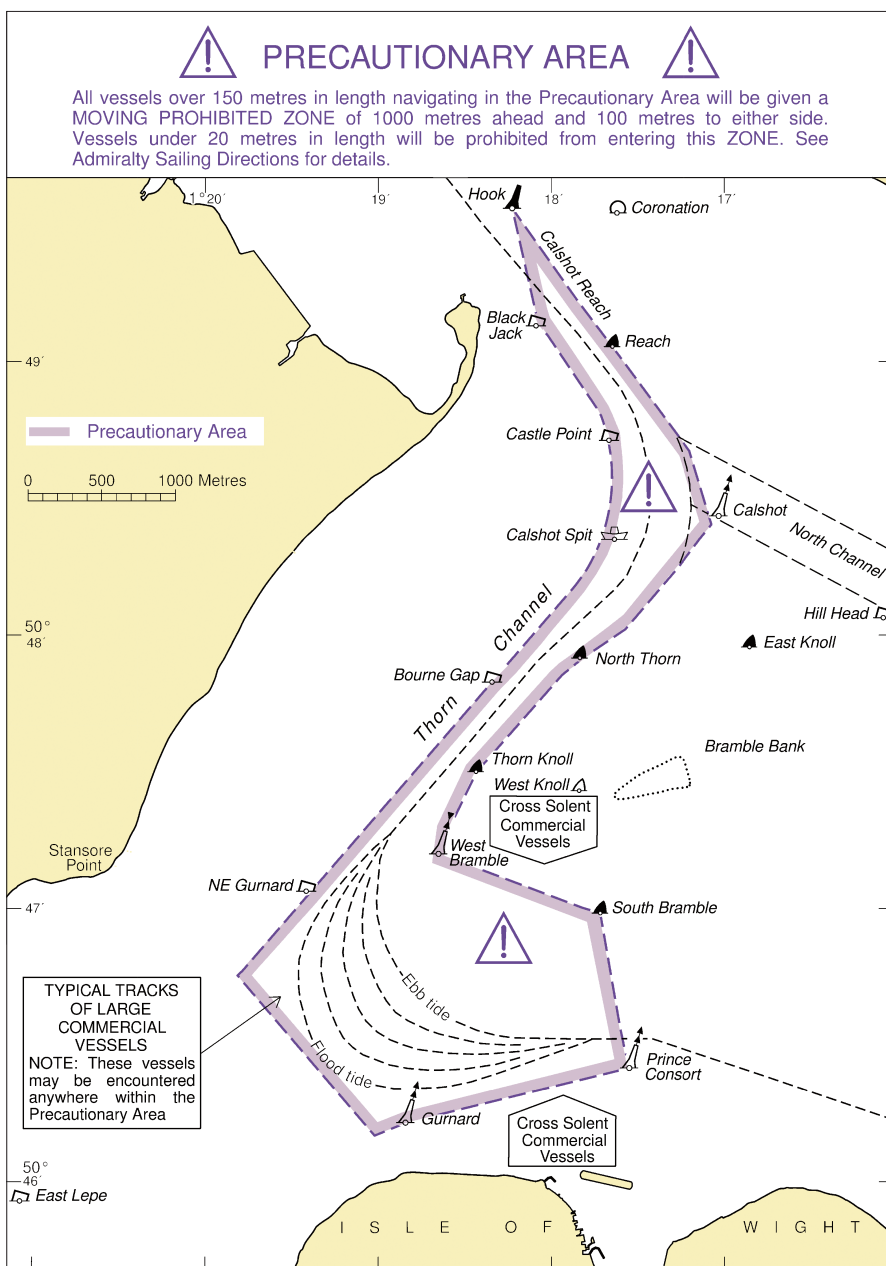 PRECAUTIONARY AREA
All vessels over 150 metres in length navigating in the Precautionary Area will be given a
MOVING PROHIBITED ZONE of 1000 metres ahead and 100 metres to either side.
Vessels under 20 metres in length will be prohibited from entering this ZONE. See
Admiralty Sailing Directions for details.
1°20′
19′
Hook
18′
17′
Coronation
Calshot Reach
Black
Jack
Reach
49′
Precautionary Area
Castle Point
0 500 1000 Metres
Calshot
Calshot Spit
North Channel
Hill Head
50°
48′
East Knoll
North Thorn
Bourne Gap
Thorn Channel
Bramble Bank
Thorn Knoll
West Knoll
Cross Solent
Commercial
Vessels
West
Bramble
Stansore
Point
NE Gurnard
47′
South Bramble
TYPICAL TRACKS
OF LARGE
COMMERCIAL
VESSELS
NOTE: These vessels
may be encountered
anywhere within the
Precautionary Area
Ebb tide
Flood tide
Prince
Consort
Gurnard
Cross Solent
Commercial
Vessels
50°
46′
East Lepe
ISLE OF WIGHT